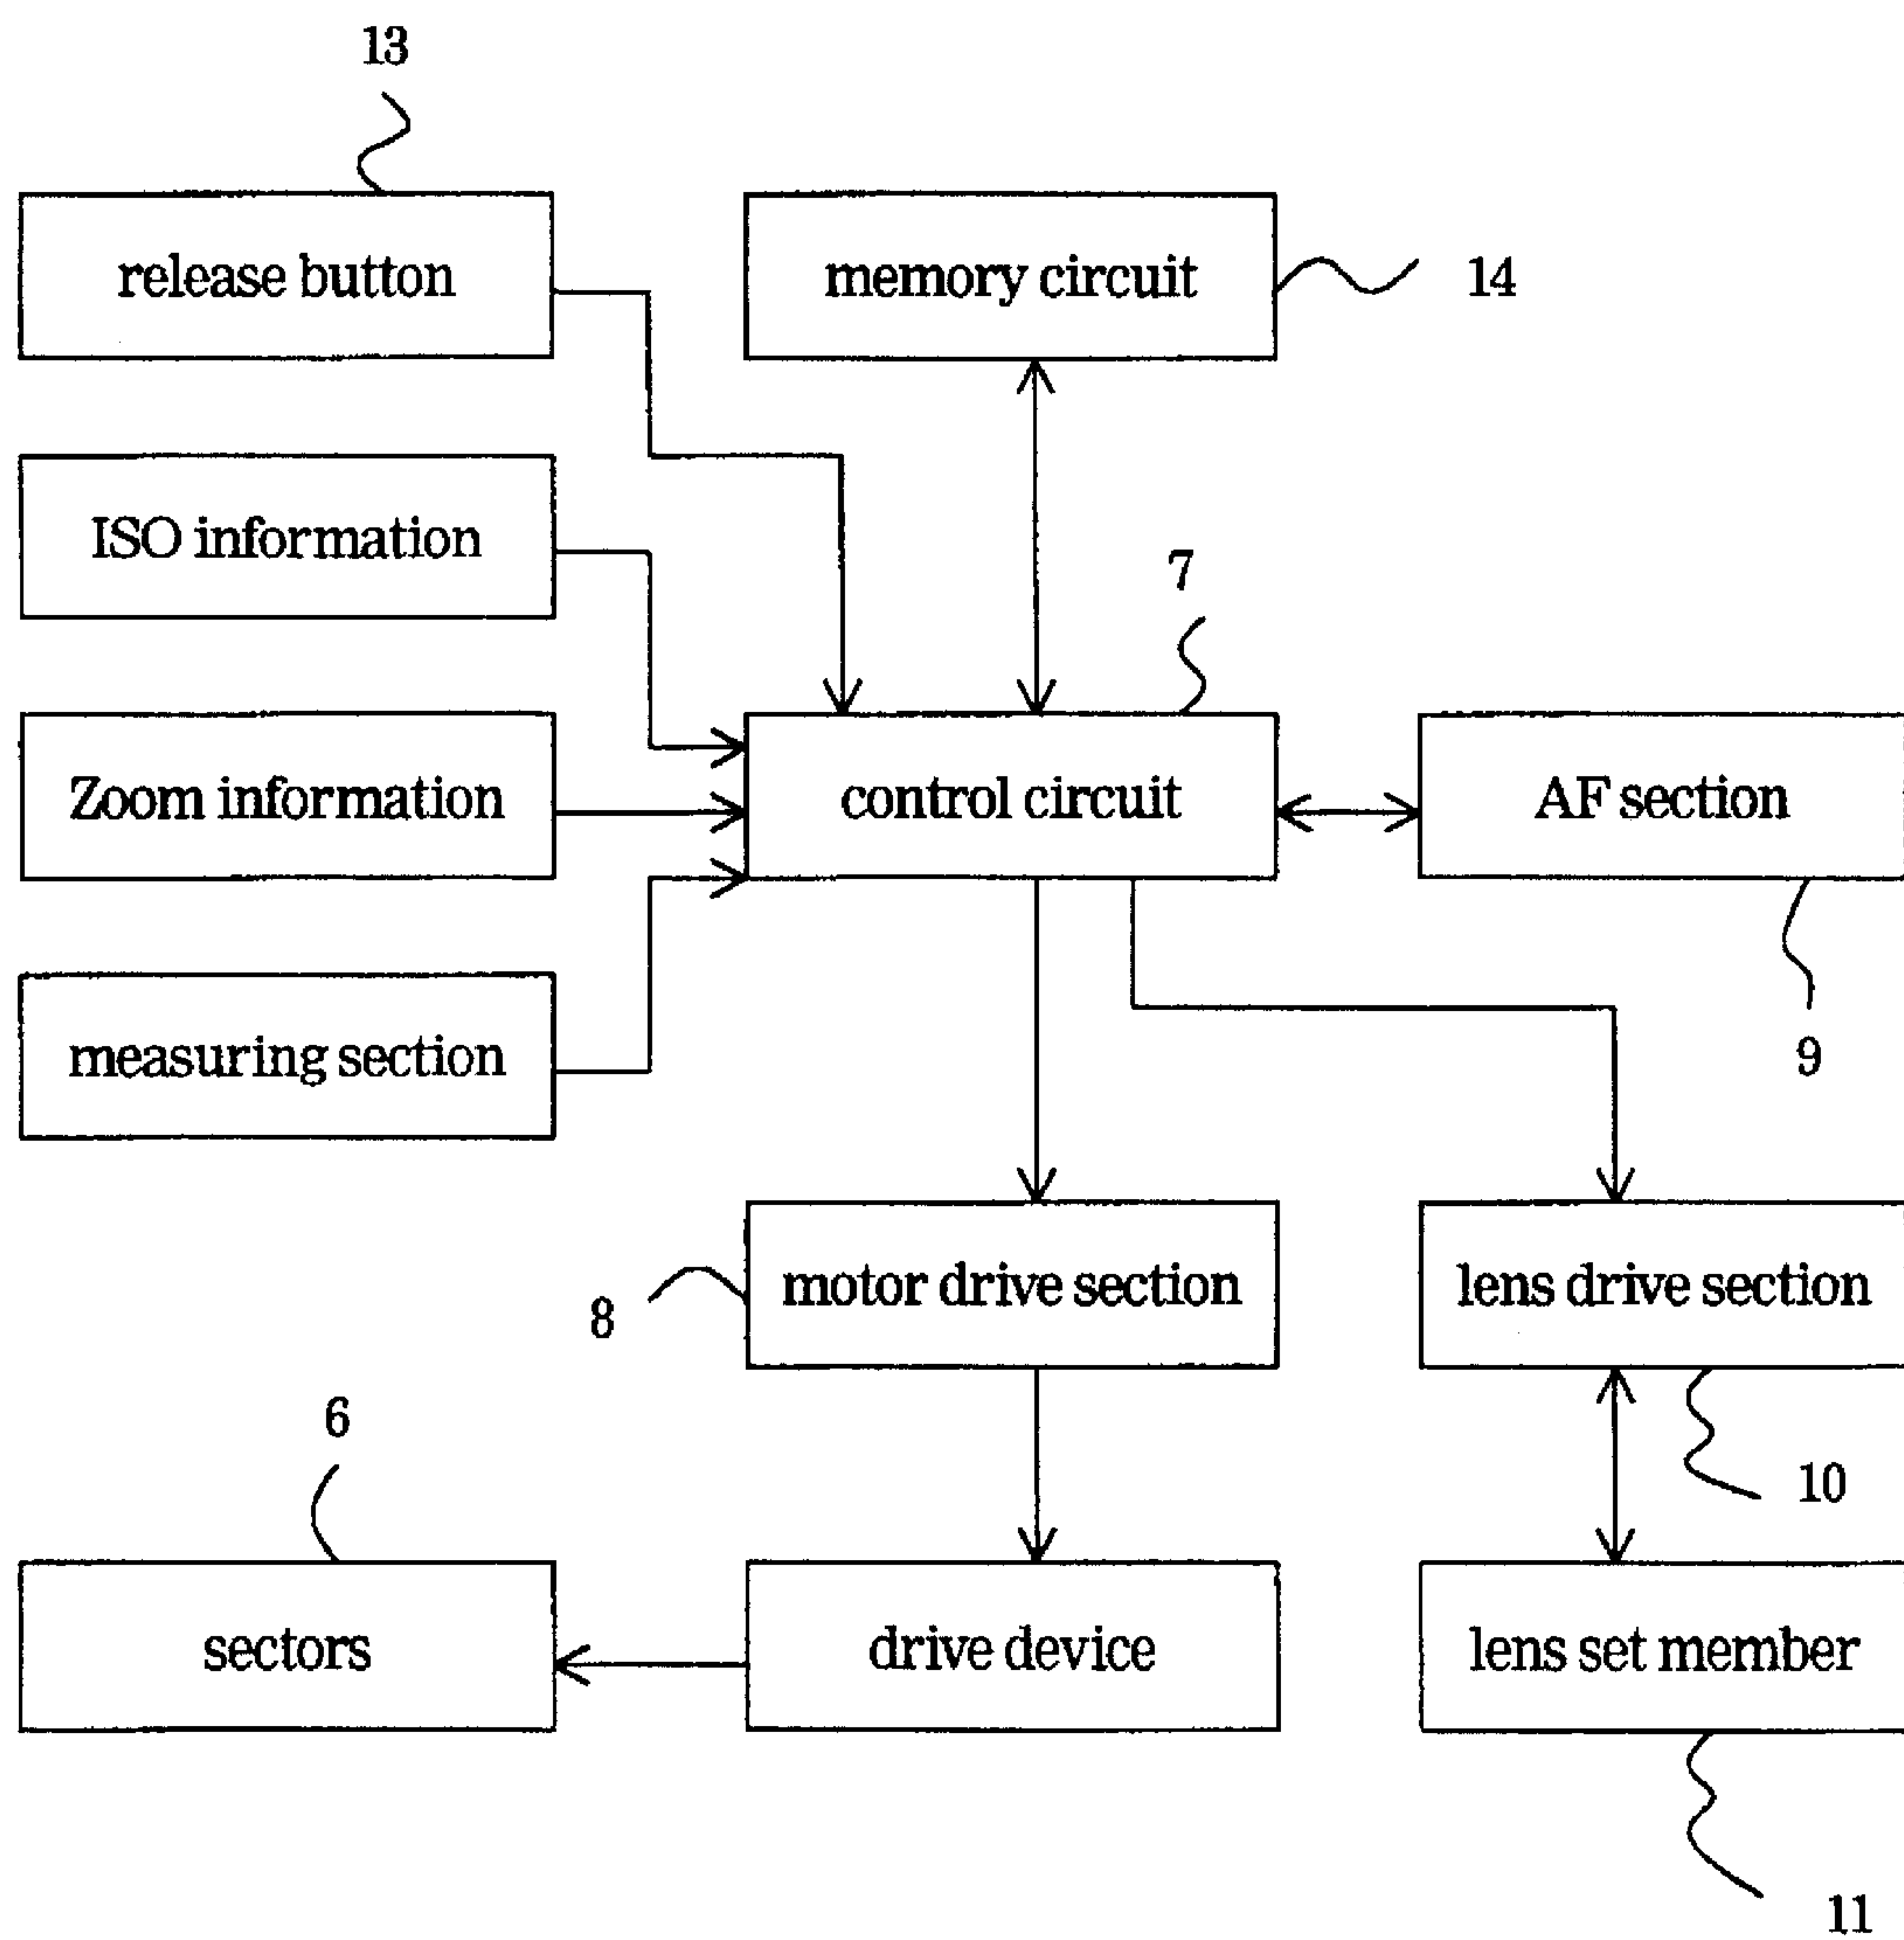 13
release button
memory circuit
14
ISO information
7
Zoom information
control circuit
AF section
measuring section
9
motor drive section
lens drive section
8
6
10
sectors
drive device
lens set member
11